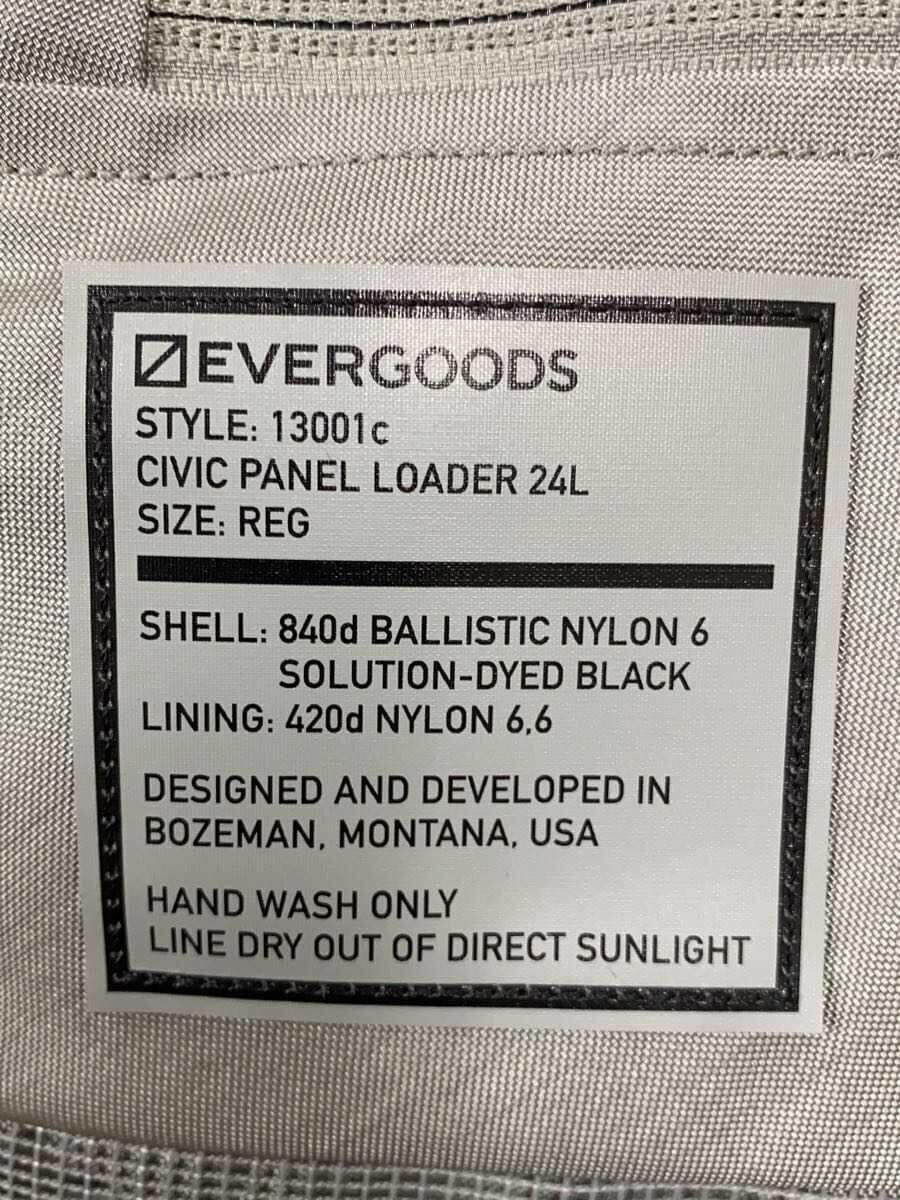 EVERGOODS
STYLE: 13001c
CIVIC PANEL LOADER 24L
SIZE: REG
SHELL: 840d BALLISTIC NYLON 6
SOLUTION-DYED BLACK
LINING: 420d NYLON 6,6
DESIGNED AND DEVELOPED IN
BOZEMAN, MONTANA, USA
HAND WASH ONLY
LINE DRY OUT OF DIRECT SUNLIGHT